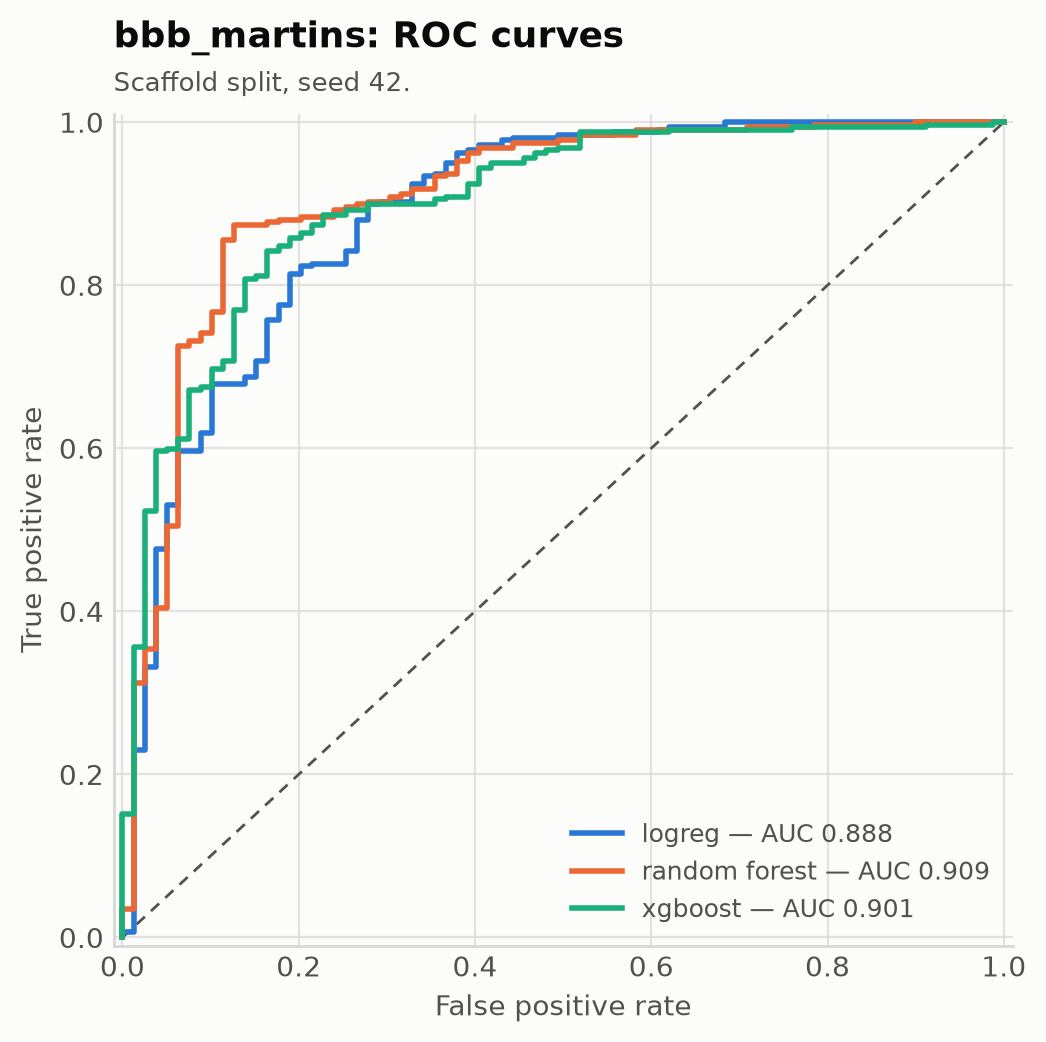 bbb_martins: ROC curves
Scaffold split, seed 42.
True positive rate
1.0
0.8
0.6
0.4
0.2
0.0
logreg — AUC 0.888
random forest — AUC 0.909
xgboost — AUC 0.901
0.0 0.2 0.4 0.6 0.8 1.0
False positive rate